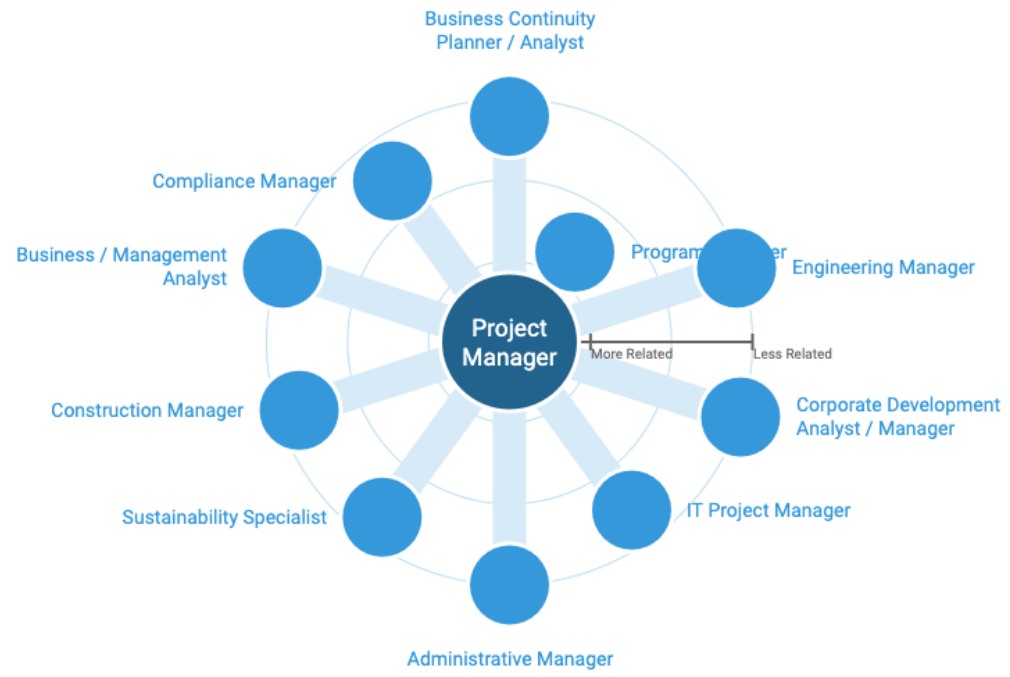 Business Continuity
Planner / Analyst
Compliance Manager
Business / Management
Analyst
Engineering Manager
Project
Manager
More Related
Less Related
Construction Manager
Corporate Development
Analyst / Manager
Sustainability Specialist
IT Project Manager
Administrative Manager